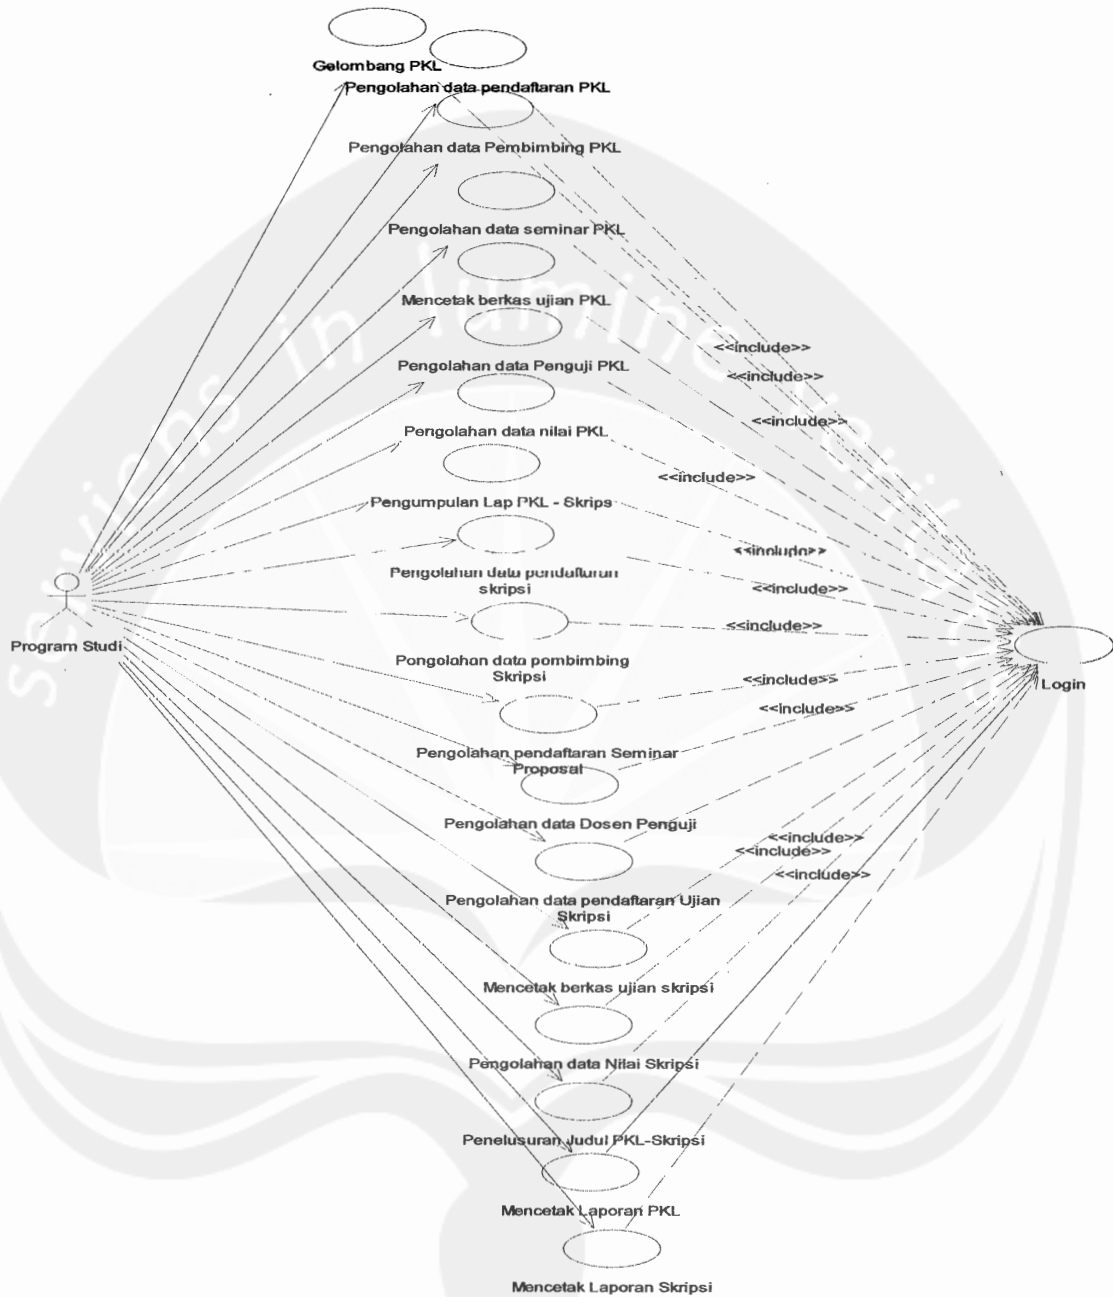 Gelombang PKL
Pengolahan data pendaftaran PKL
Pengolahan data Pembimbing PKL
Pengolahan data seminar PKL
Mencetak berkas ujian PKL
<<include>>
Pengolahan data Penguji PKL
<<include>>
<<include>>
Pengolahan data nilai PKL
<<include>>
Pengumpulan Lap PKL - Skrips
<<include>>
Pengolahan data pendaftaran
skripsi
<<include>>
<<include>>
Program Studi
Pengolahan data pembimbing
Skripsi
<<include>>
Login
<<include>>
Pengolahan pendaftaran Seminar
Proposal
Pengolahan data Dosen Penguji
<<include>>
<<include>>
<<include>>
Pengolahan data pendaftaran Ujian
Skripsi
Mencetak berkas ujian skripsi
Pengolahan data Nilai Skripsi
Penelusuran Judul PKL-Skripsi
Mencetak Laporan PKL
Mencetak Laporan Skripsi
serviens in lumine veritatis